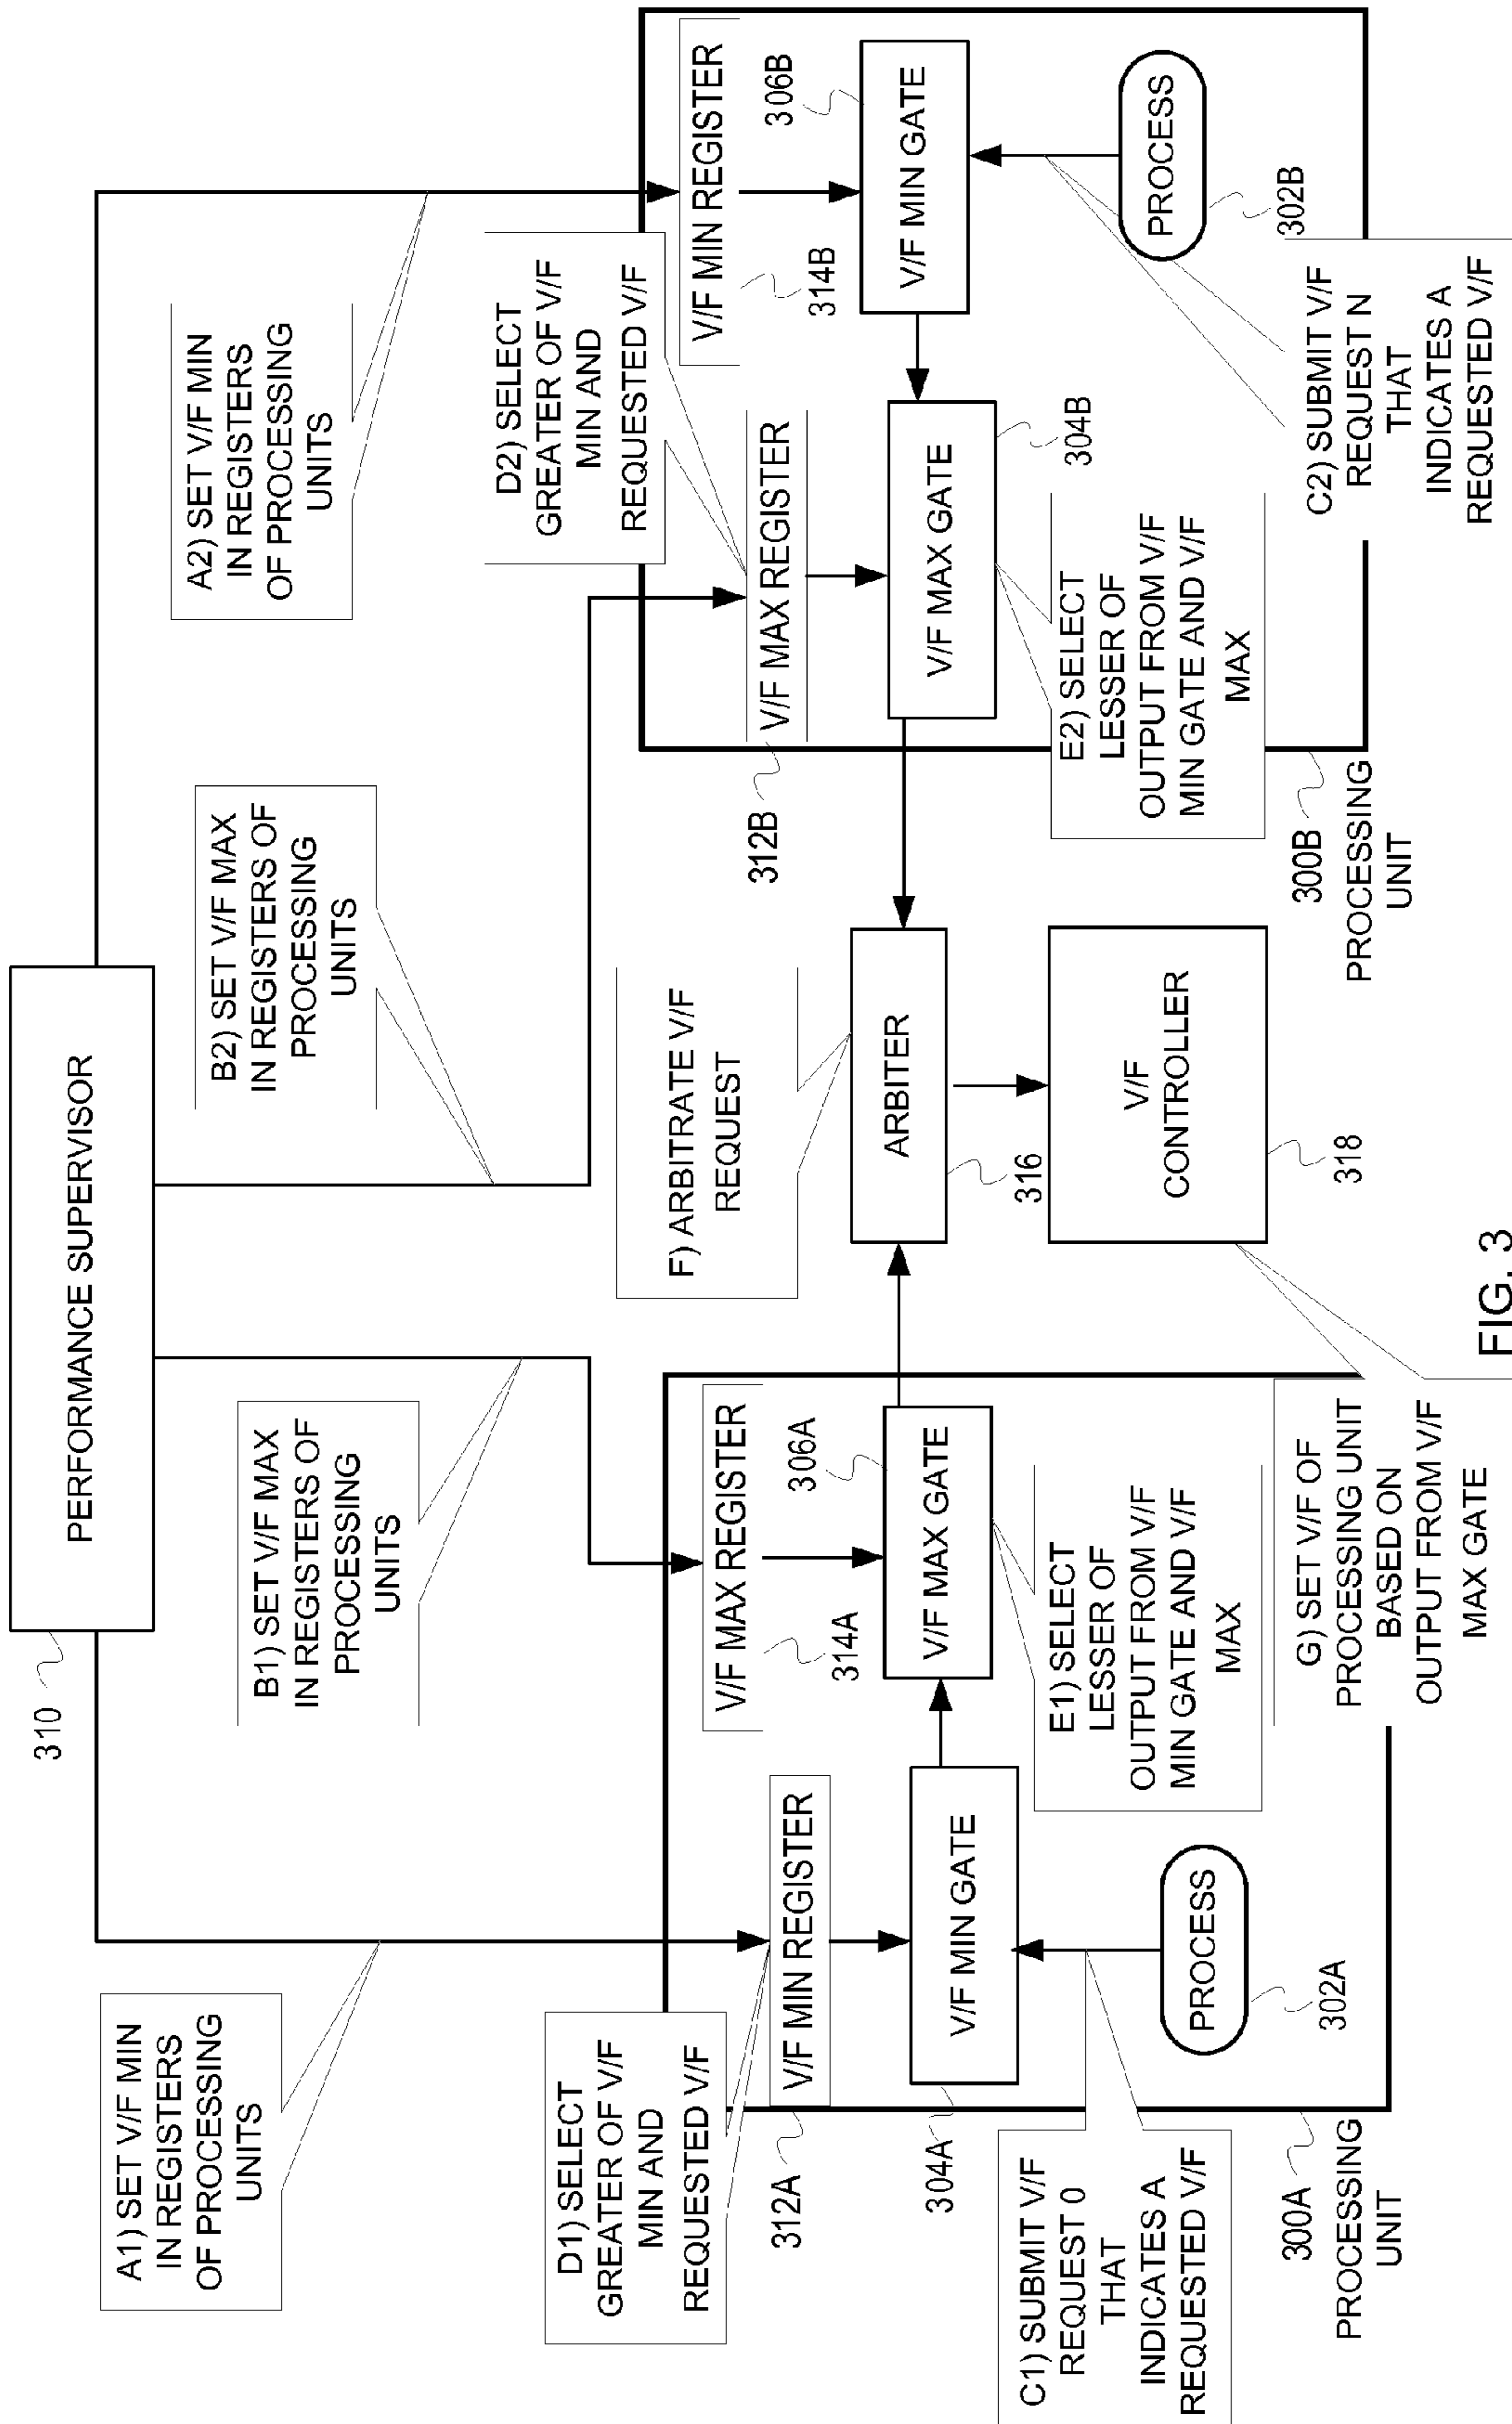 PERFORMANCE SUPERVISOR
310
A1) SET V/F MIN
IN REGISTERS
OF PROCESSING
UNITS
B1) SET V/F MAX
IN REGISTERS OF
PROCESSING
UNITS
B2) SET V/F MAX
IN REGISTERS OF
PROCESSING
UNITS
A2) SET V/F MIN
IN REGISTERS
OF PROCESSING
UNITS
D1) SELECT
GREATER OF V/F
MIN AND
REQUESTED V/F
V/F MIN REGISTER
312A
V/F MAX REGISTER
314A
306A
V/F MIN GATE
304A
V/F MAX GATE
C1) SUBMIT V/F
REQUEST 0
THAT
INDICATES A
REQUESTED V/F
PROCESS
302A
E1) SELECT
LESSER OF
OUTPUT FROM V/F
MIN GATE AND V/F
MAX
300A
PROCESSING
UNIT
G) SET V/F OF
PROCESSING UNIT
BASED ON
OUTPUT FROM V/F
MAX GATE
F) ARBITRATE V/F
REQUEST
ARBITER
316
V/F
CONTROLLER
318
D2) SELECT
GREATER OF V/F
MIN AND
REQUESTED V/F
V/F MAX REGISTER
312B
V/F MIN REGISTER
314B
306B
V/F MAX GATE
304B
V/F MIN GATE
E2) SELECT
LESSER OF
OUTPUT FROM V/F
MIN GATE AND V/F
MAX
PROCESS
302B
C2) SUBMIT V/F
REQUEST N
THAT
INDICATES A
REQUESTED V/F
300B
PROCESSING
UNIT
FIG. 3